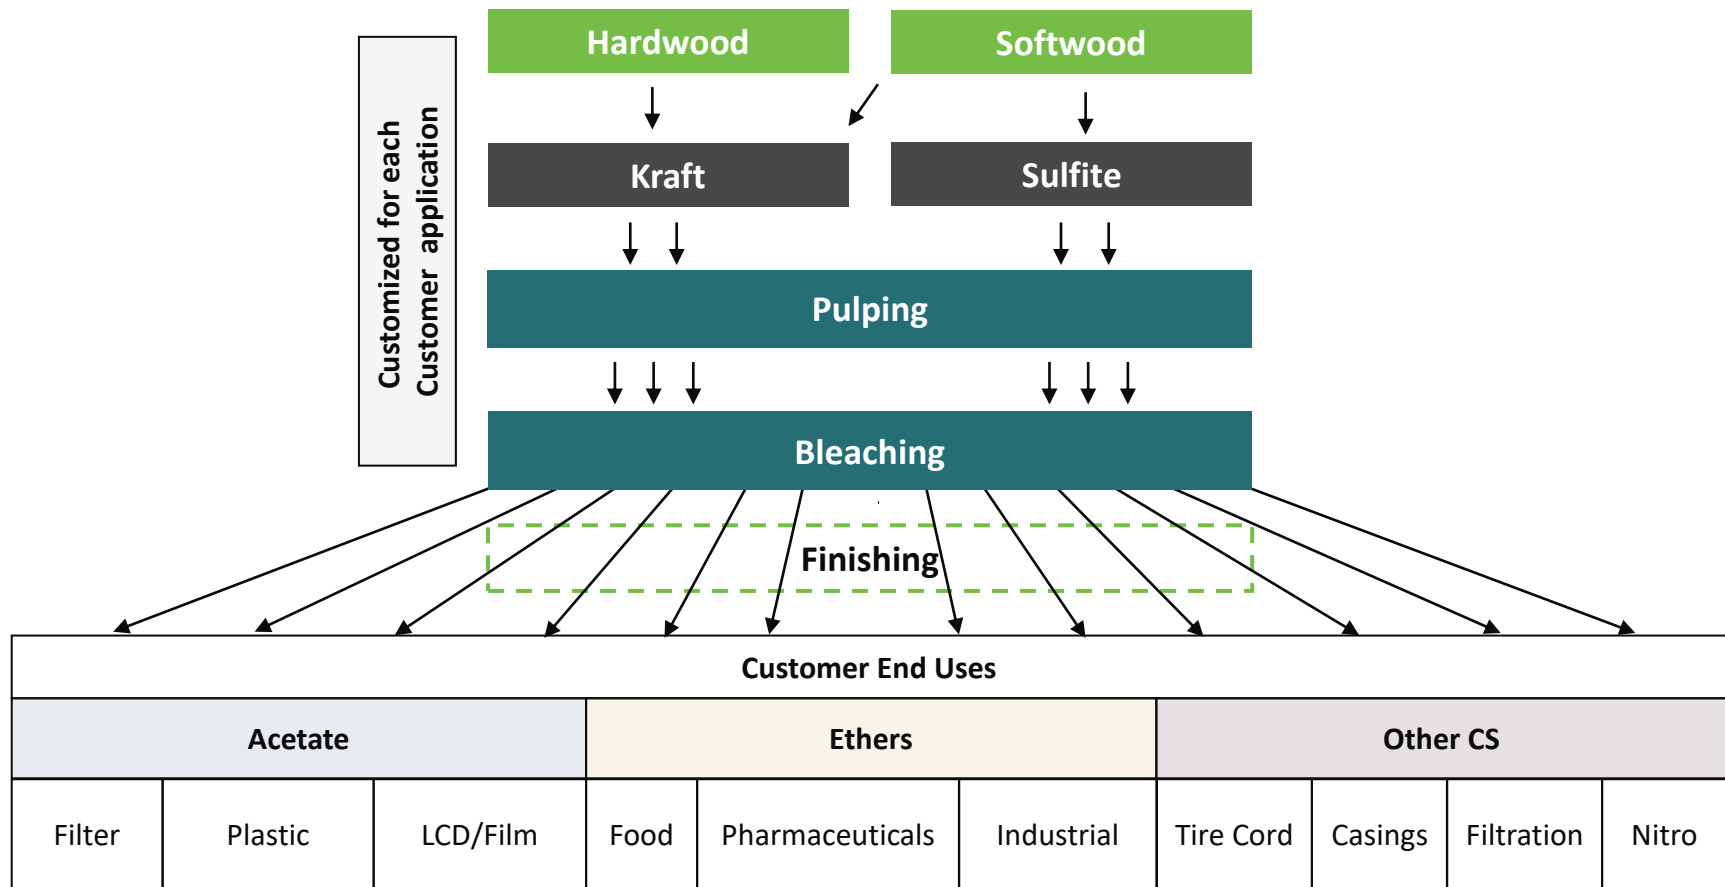 Hardwood
Softwood
Customized for each
Customer application
Kraft
Sulfite
Pulping
Bleaching
Finishing
Customer End Uses
Acetate
Ethers
Other CS
Filter
Plastic
LCD/Film
Food
Pharmaceuticals
Industrial
Tire Cord
Casings
Filtration
Nitro